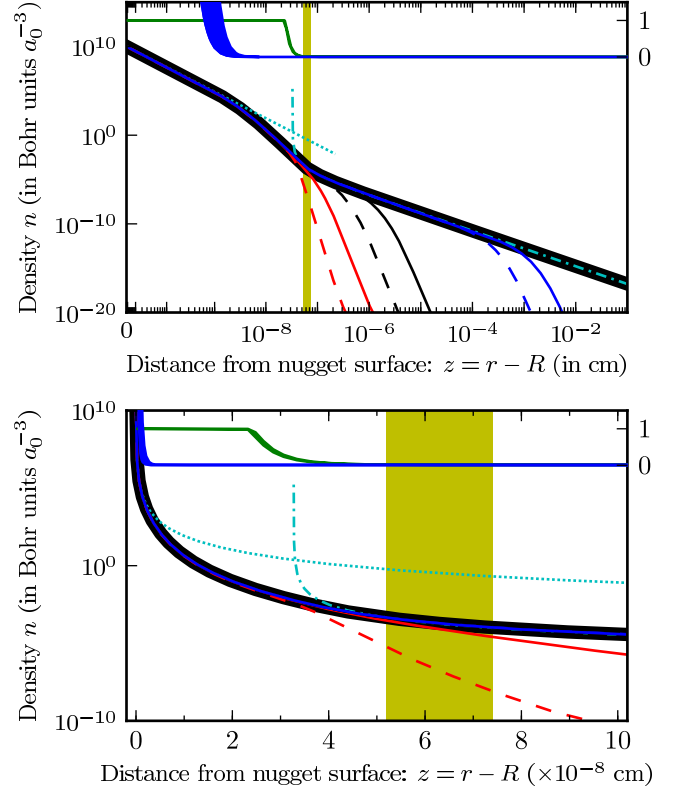 10^10
1
0
10^0
10^−10
10^−20
Density n (in Bohr units a_0^−3)
0 10^−8 10^−6 10^−4 10^−2
Distance from nugget surface: z = r − R (in cm)
10^10
1
0
10^0
10^−10
Density n (in Bohr units a_0^−3)
0 2 4 6 8 10
Distance from nugget surface: z = r − R (×10^−8 cm)